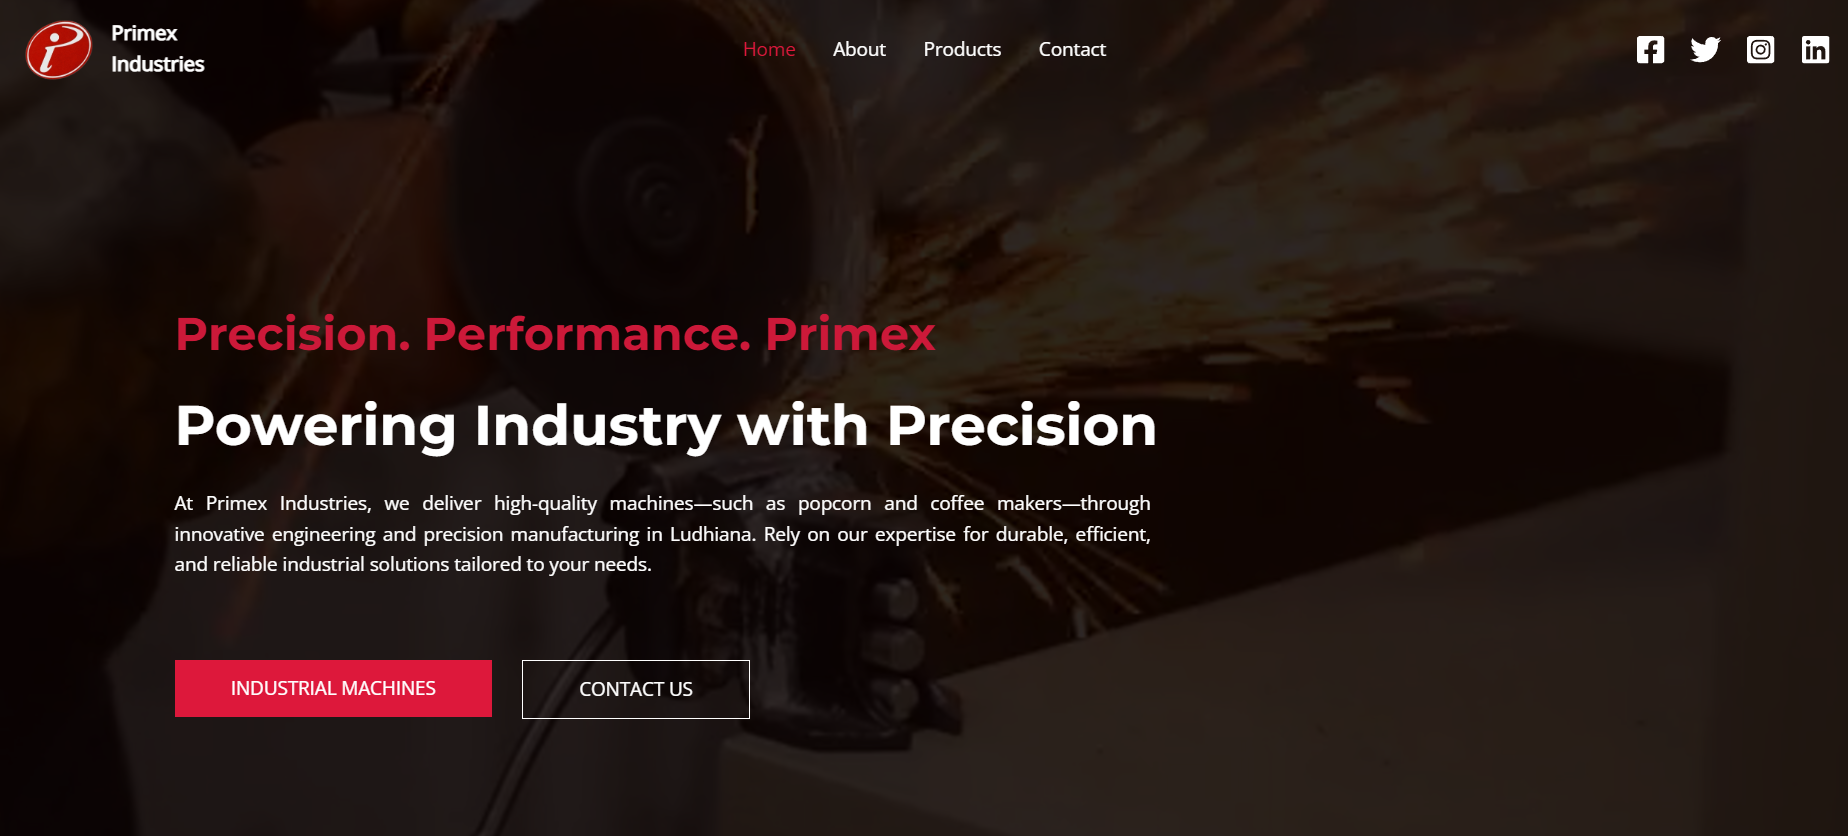 Primex
Industries
Home About Products Contact
Precision. Performance. Primex
Powering Industry with Precision
At Primex Industries, we deliver high-quality machines—such as popcorn and coffee makers—through
innovative engineering and precision manufacturing in Ludhiana. Rely on our expertise for durable, efficient,
and reliable industrial solutions tailored to your needs.
INDUSTRIAL MACHINES
CONTACT US